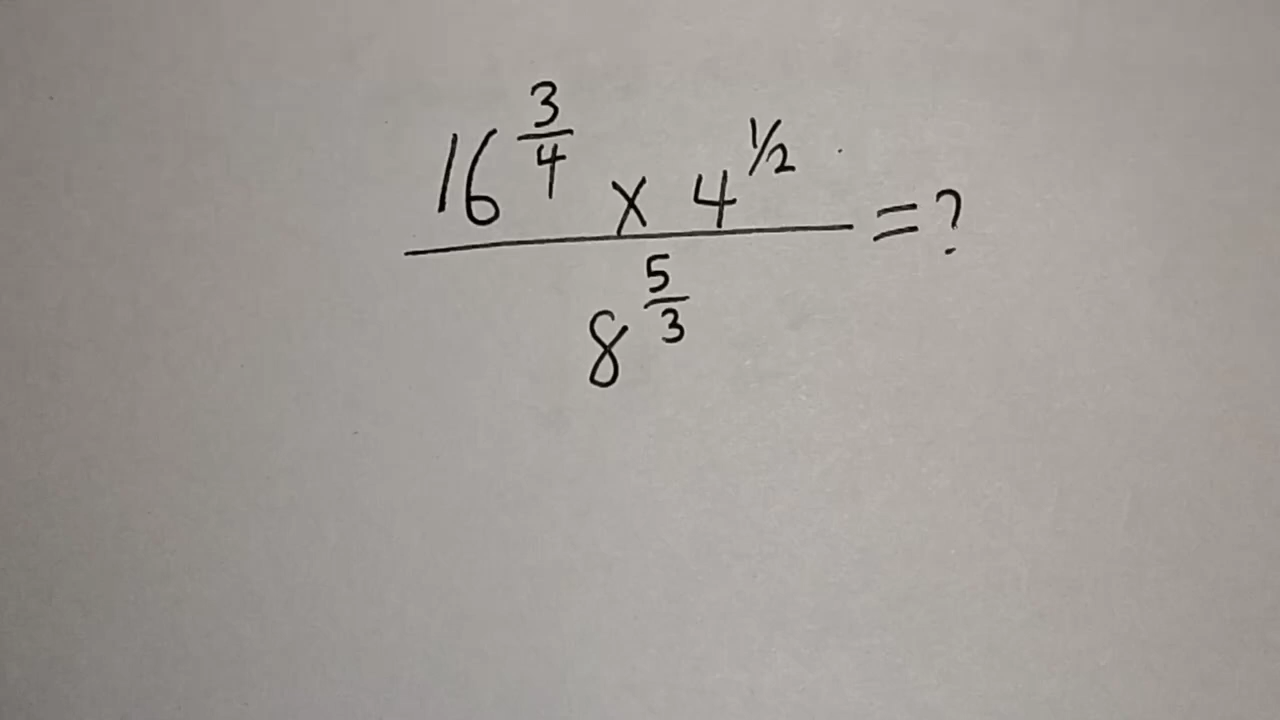 16^(3/4) × 4^(1/2)
8^(5/3)
= ?